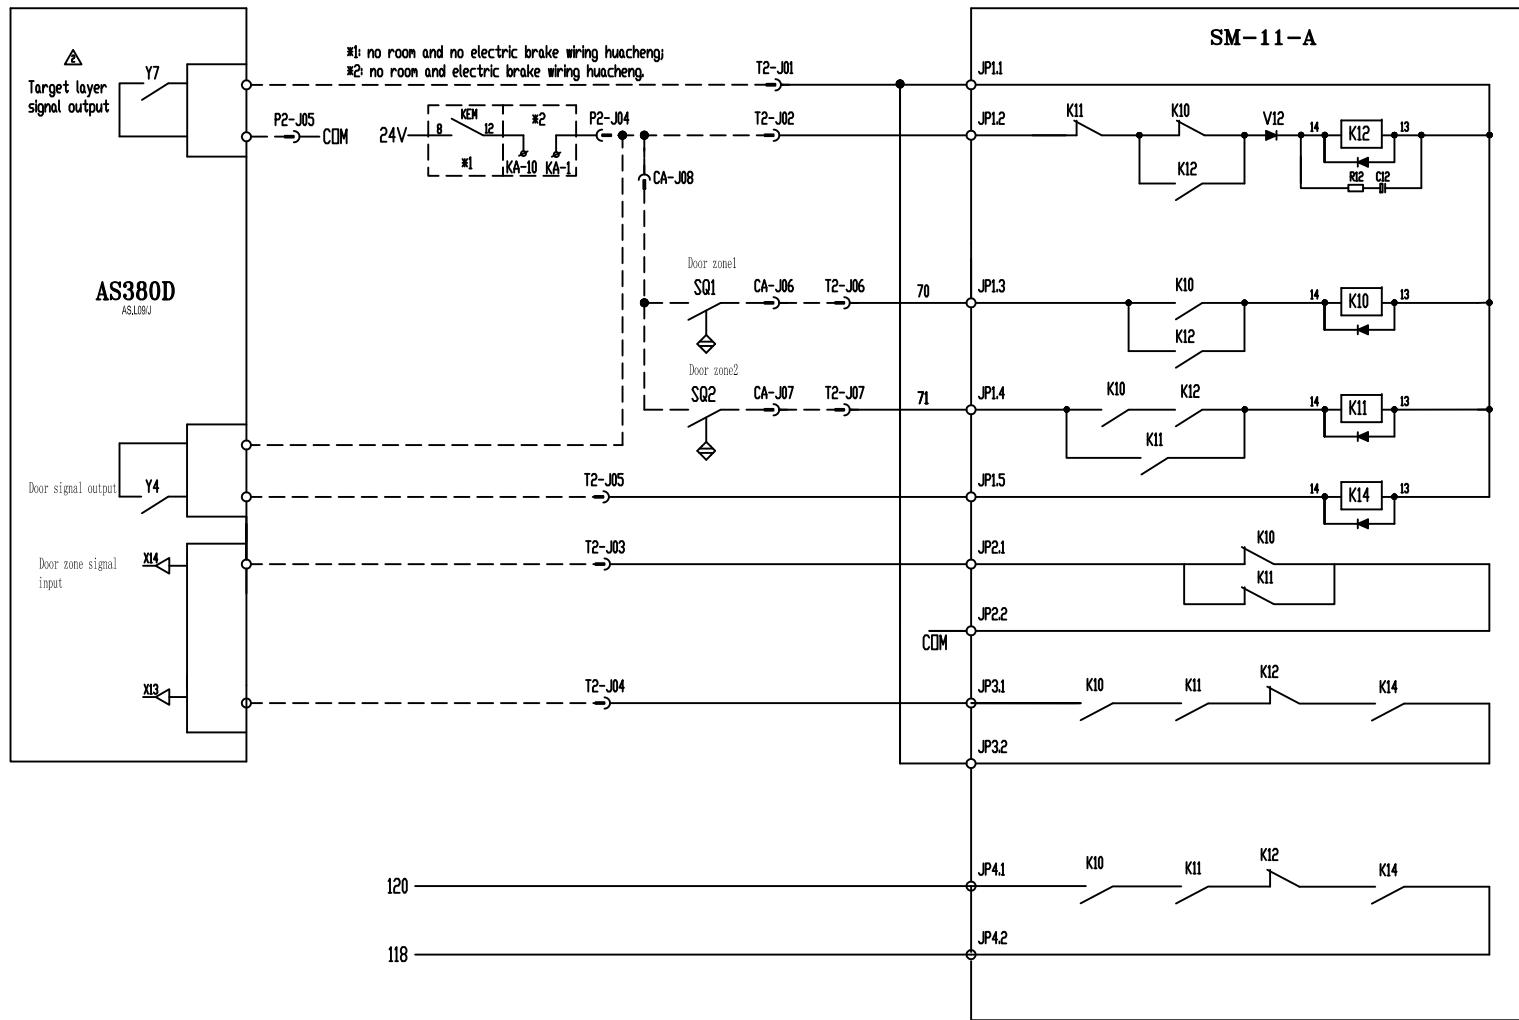 SM-11-A
※1: no room and no electric brake wiring huacheng;
※2: no room and electric brake wiring huacheng.
2
Y7
Target layer
signal output
T2-J01
JP1.1
P2-J05
COM
24V
8
KEM
12
※2
※1
KA-10
KA-1
P2-J04
T2-J02
JP1.2
K11
K10
V12
14
K12
13
K12
R12
C12
CA-J08
AS380D
AS.L09/J
Door zone1
SQ1
CA-J06
T2-J06
70
JP1.3
K10
14
K10
13
K12
Door zone2
SQ2
CA-J07
T2-J07
71
JP1.4
K10
K12
14
K11
13
K11
Door signal output
Y4
T2-J05
JP1.5
14
K14
13
X14
Door zone signal
input
T2-J03
JP2.1
K10
K11
JP2.2
COM
X13
T2-J04
JP3.1
K10
K11
K12
K14
JP3.2
120
JP4.1
K10
K11
K12
K14
118
JP4.2